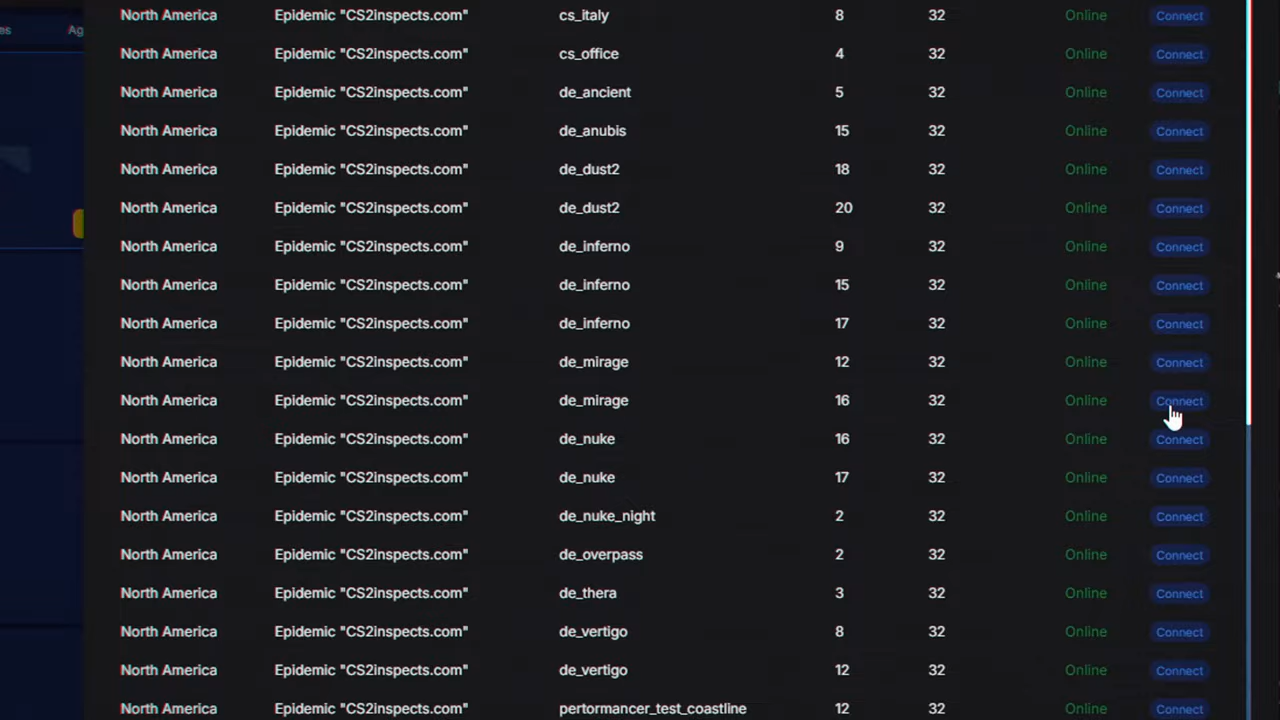 North America Epidemic "CS2inspects.com" cs_italy 8 32 Online Connect
es Ag
North America Epidemic "CS2inspects.com" cs_office 4 32 Online Connect
North America Epidemic "CS2inspects.com" de_ancient 5 32 Online Connect
North America Epidemic "CS2inspects.com" de_anubis 15 32 Online Connect
North America Epidemic "CS2inspects.com" de_dust2 18 32 Online Connect
North America Epidemic "CS2inspects.com" de_dust2 20 32 Online Connect
North America Epidemic "CS2inspects.com" de_inferno 9 32 Online Connect
North America Epidemic "CS2inspects.com" de_inferno 15 32 Online Connect
North America Epidemic "CS2inspects.com" de_inferno 17 32 Online Connect
North America Epidemic "CS2inspects.com" de_mirage 12 32 Online Connect
North America Epidemic "CS2inspects.com" de_mirage 16 32 Online Connect
North America Epidemic "CS2inspects.com" de_nuke 16 32 Online Connect
North America Epidemic "CS2inspects.com" de_nuke 17 32 Online Connect
North America Epidemic "CS2inspects.com" de_nuke_night 2 32 Online Connect
North America Epidemic "CS2inspects.com" de_overpass 2 32 Online Connect
North America Epidemic "CS2inspects.com" de_thera 3 32 Online Connect
North America Epidemic "CS2inspects.com" de_vertigo 8 32 Online Connect
North America Epidemic "CS2inspects.com" de_vertigo 12 32 Online Connect
North America Epidemic "CS2inspects.com" pertormancer_test_coastline 12 32 Online Connect